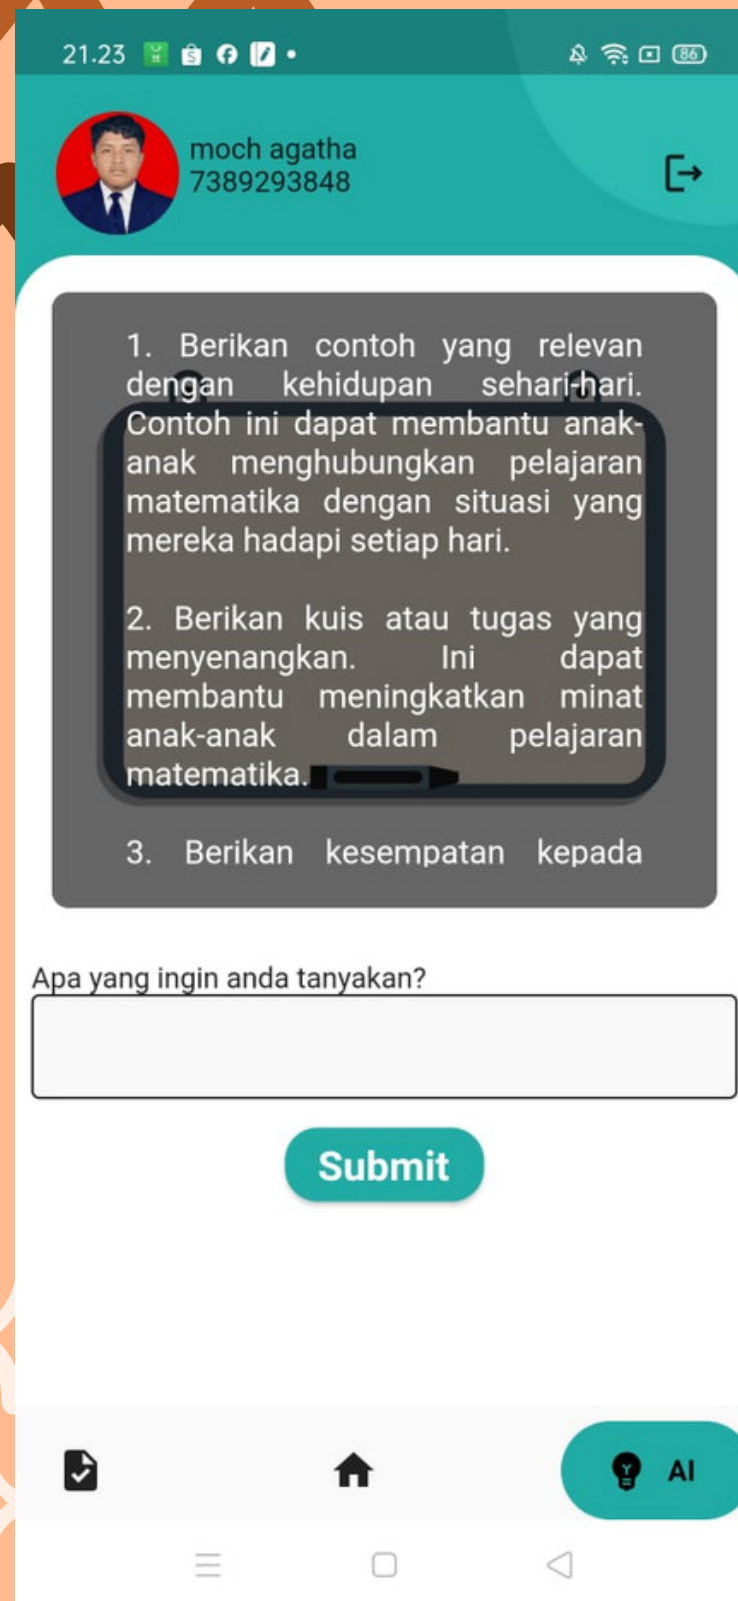 21.23
86
moch agatha
7389293848
1. Berikan contoh yang relevan
dengan kehidupan sehari-hari.
Contoh ini dapat membantu anak-
anak menghubungkan pelajaran
matematika dengan situasi yang
mereka hadapi setiap hari.
2. Berikan kuis atau tugas yang
menyenangkan. Ini dapat
membantu meningkatkan minat
anak-anak dalam pelajaran
matematika.
3. Berikan kesempatan kepada
Apa yang ingin anda tanyakan?
Submit
AI